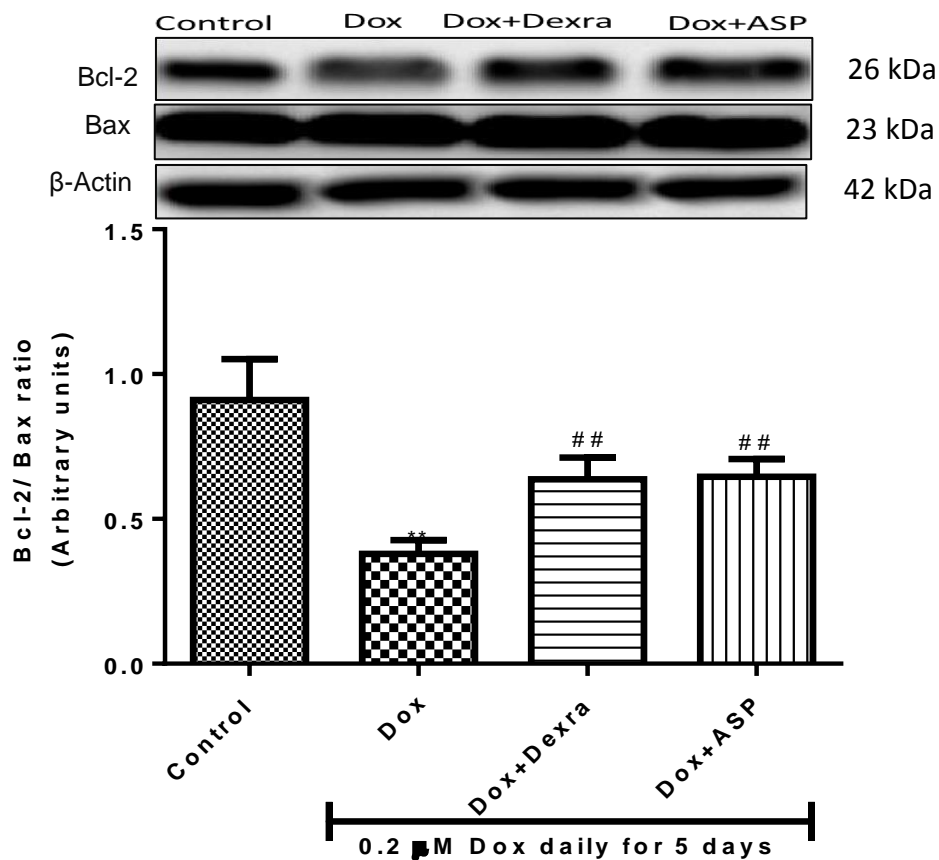 Control Dox Dox+Dexra Dox+ASP
Bcl-2 26 kDa
Bax 23 kDa
β-Actin 42 kDa
1.5
1.0
0.5
0.0
Bcl-2/ Bax ratio
(Arbitrary units)
**
##
##
Control
Dox
Dox+Dexra
Dox+ASP
0.2 μM Dox daily for 5 days